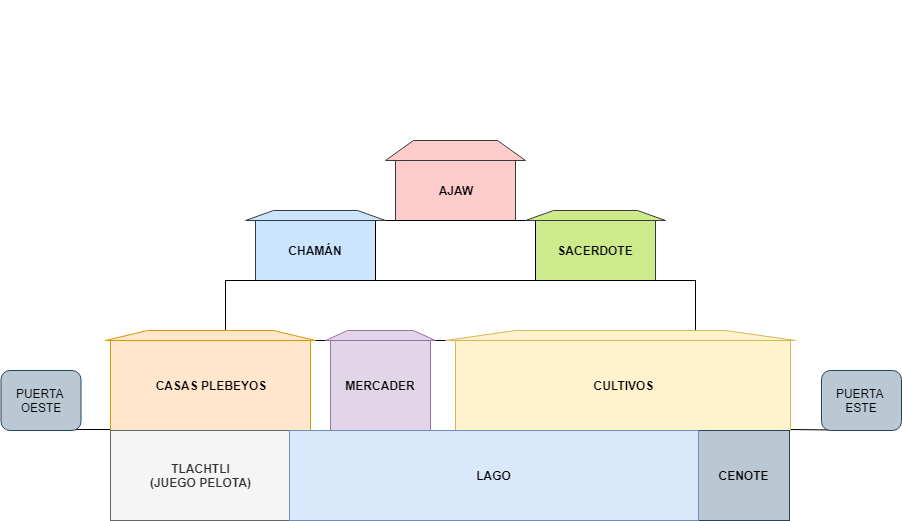 AJAW
CHAMÁN
SACERDOTE
CASAS PLEBEYOS
MERCADER
CULTIVOS
PUERTA
OESTE
PUERTA
ESTE
TLACHTLI
(JUEGO PELOTA)
LAGO
CENOTE